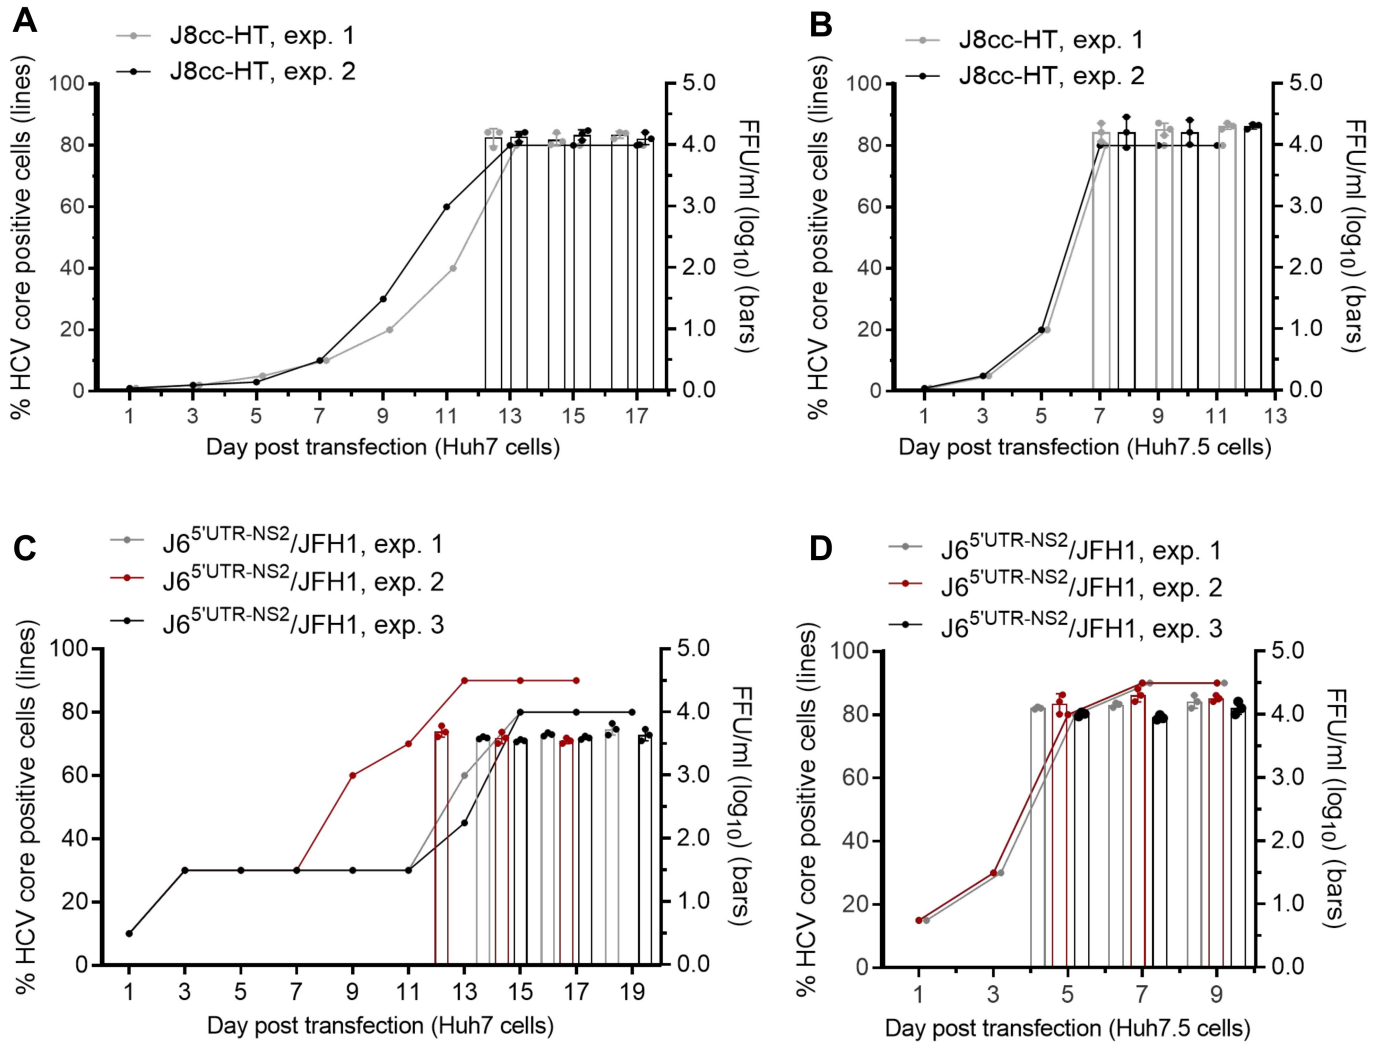 A
J8cc-HT, exp. 1
J8cc-HT, exp. 2
% HCV core positive cells (lines)
100
80
60
40
20
0
5.0
4.0
3.0
2.0
1.0
0.0
FFU/ml (log10) (bars)
1 3 5 7 9 11 13 15 17
Day post transfection (Huh7 cells)
B
J8cc-HT, exp. 1
J8cc-HT, exp. 2
% HCV core positive cells (lines)
100
80
60
40
20
0
5.0
4.0
3.0
2.0
1.0
0.0
FFU/ml (log10) (bars)
1 3 5 7 9 11 13
Day post transfection (Huh7.5 cells)
C
J65'UTR-NS2/JFH1, exp. 1
J65'UTR-NS2/JFH1, exp. 2
J65'UTR-NS2/JFH1, exp. 3
% HCV core positive cells (lines)
100
80
60
40
20
0
5.0
4.0
3.0
2.0
1.0
0.0
FFU/ml (log10) (bars)
1 3 5 7 9 11 13 15 17 19
Day post transfection (Huh7 cells)
D
J65'UTR-NS2/JFH1, exp. 1
J65'UTR-NS2/JFH1, exp. 2
J65'UTR-NS2/JFH1, exp. 3
% HCV core positive cells (lines)
100
80
60
40
20
0
5.0
4.0
3.0
2.0
1.0
0.0
FFU/ml (log10) (bars)
1 3 5 7 9
Day post transfection (Huh7.5 cells)